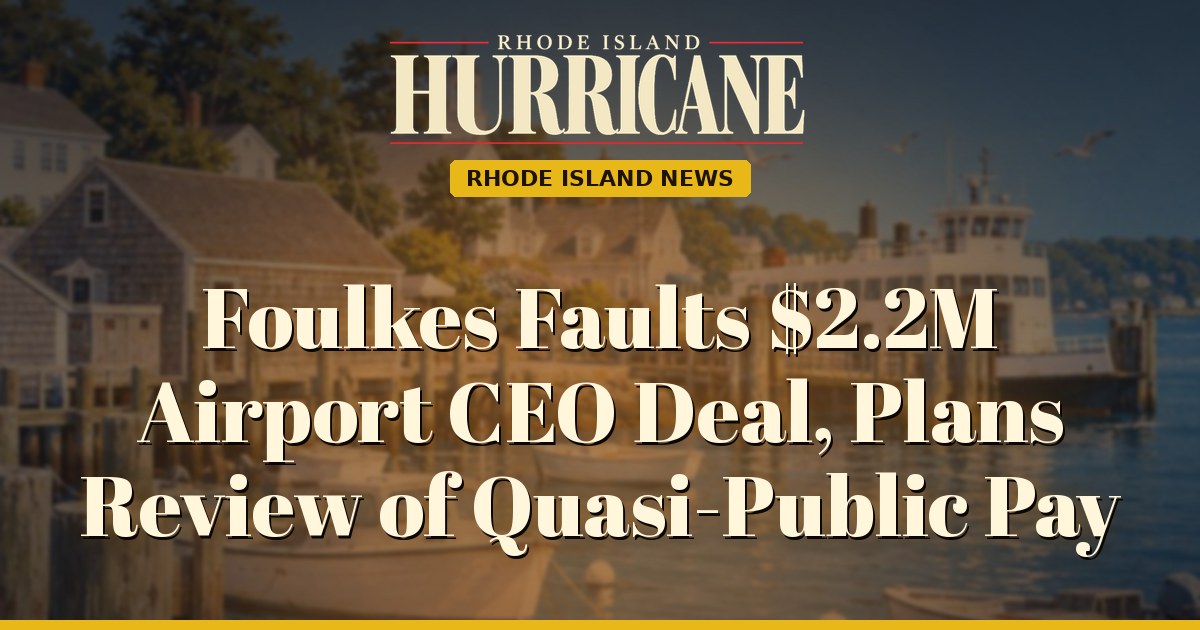 RHODE ISLAND
HURRICANE
RHODE ISLAND NEWS
Foulkes Faults $2.2M
Airport CEO Deal, Plans
Review of Quasi-Public Pay